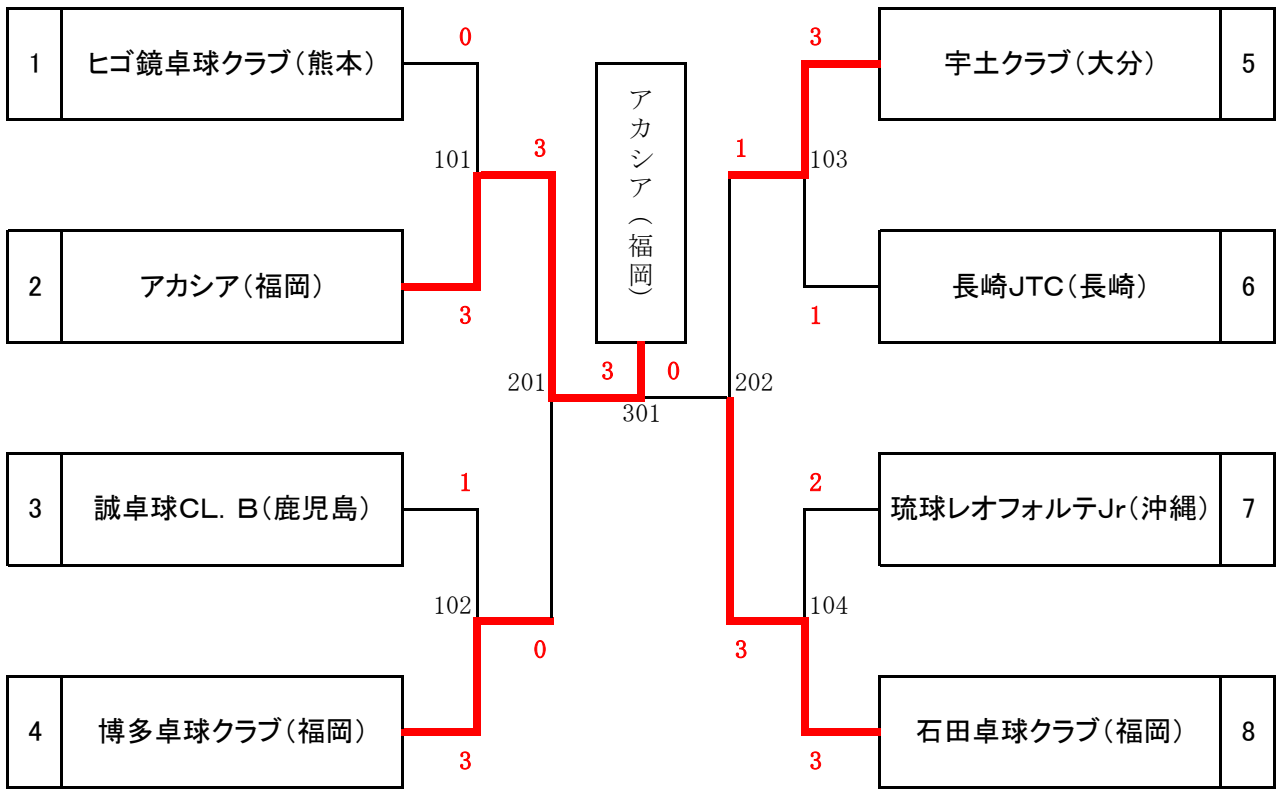 1 ヒゴ鏡卓球クラブ(熊本) 0
3 宇土クラブ(大分) 5
アカシア(福岡)
101 3
1 103
2 アカシア(福岡) 3
長崎JTC(長崎) 6
1
201 3 0 202
301
3 誠卓球CL．B(鹿児島) 1
2 琉球レオフォルテJr(沖縄) 7
102 0
3 104
4 博多卓球クラブ(福岡) 3
石田卓球クラブ(福岡) 8
3